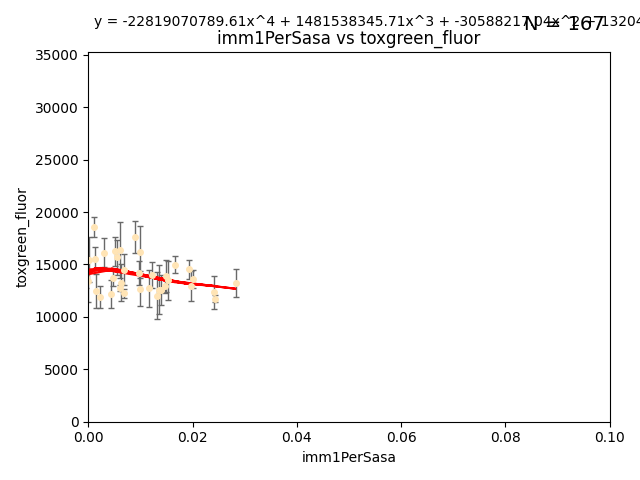 y = -22819070789.61x^4 + 1481538345.71x^3 + -30588217.04x^2 + 13204
N = 167
imm1PerSasa vs toxgreen_fluor
35000
30000
25000
20000
15000
10000
5000
0
toxgreen_fluor
0.00 0.02 0.04 0.06 0.08 0.10
imm1PerSasa